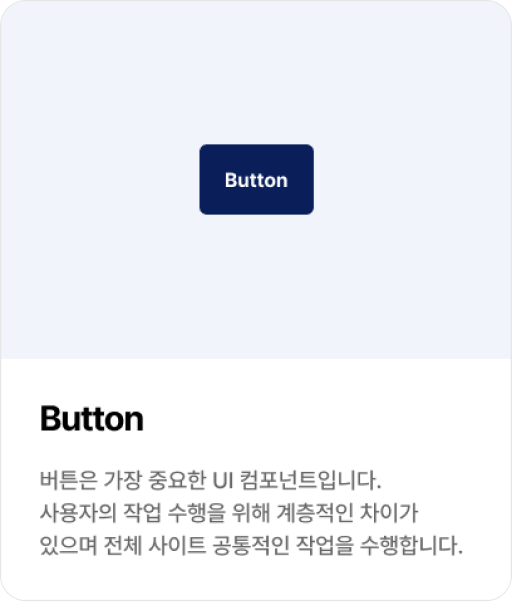 Button
Button
버튼은 가장 중요한 UI 컴포넌트입니다.
사용자의 작업 수행을 위해 계층적인 차이가
있으며 전체 사이트 공통적인 작업을 수행합니다.